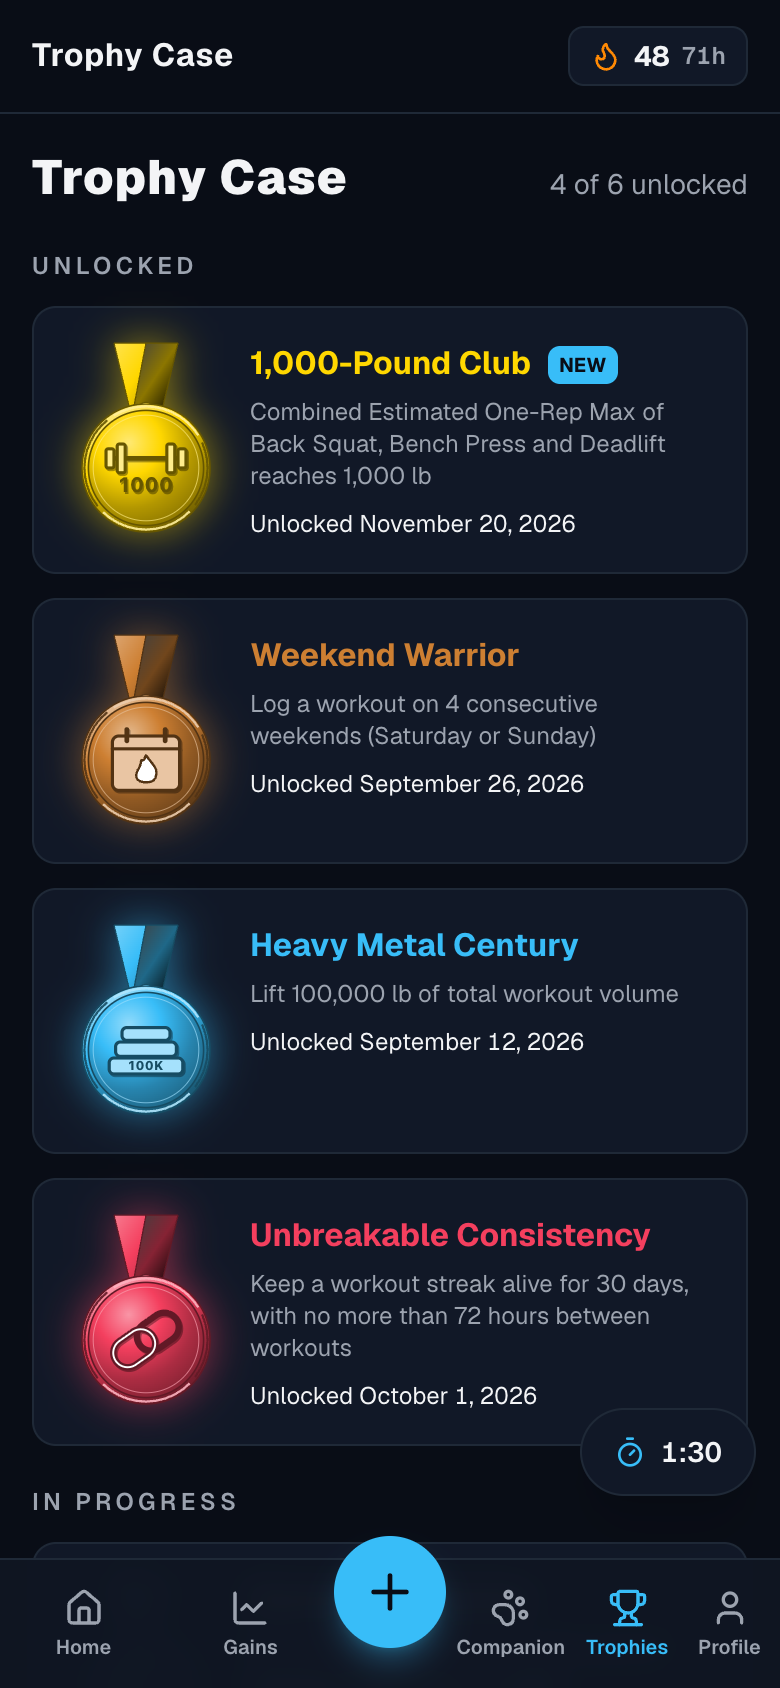 Trophy Case
48 71h
Trophy Case
4 of 6 unlocked
UNLOCKED
1,000-Pound Club NEW
Combined Estimated One-Rep Max of
Back Squat, Bench Press and Deadlift
reaches 1,000 lb
Unlocked November 20, 2026
1000
Weekend Warrior
Log a workout on 4 consecutive
weekends (Saturday or Sunday)
Unlocked September 26, 2026
Heavy Metal Century
Lift 100,000 lb of total workout volume
Unlocked September 12, 2026
100K
Unbreakable Consistency
Keep a workout streak alive for 30 days,
with no more than 72 hours between
workouts
Unlocked October 1, 2026
1:30
IN PROGRESS
Home
Gains
Companion
Trophies
Profile